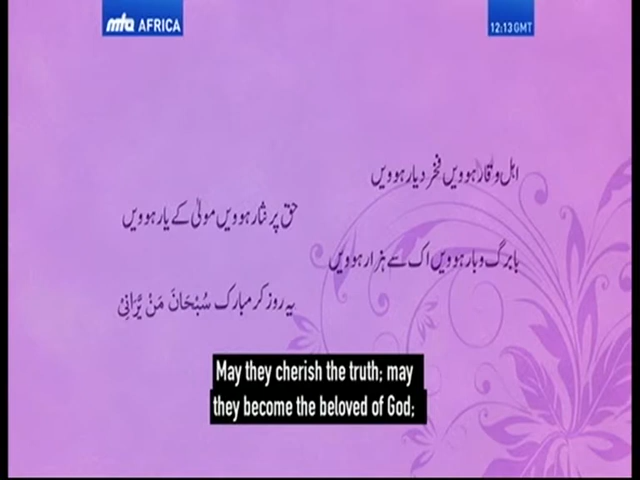 mta AFRICA
12:13 GMT
اہل وقار ہوویں فخر دیار ہوویں
حق پر نثار ہوویں مولیٰ کے یار ہوویں
بابرگ و بار ہوویں اک سے ہزار ہوویں
یہ روز کر مبارک سُبْحَانَ مَنْ یَّرَانِیْ
May they cherish the truth; may
they become the beloved of God;